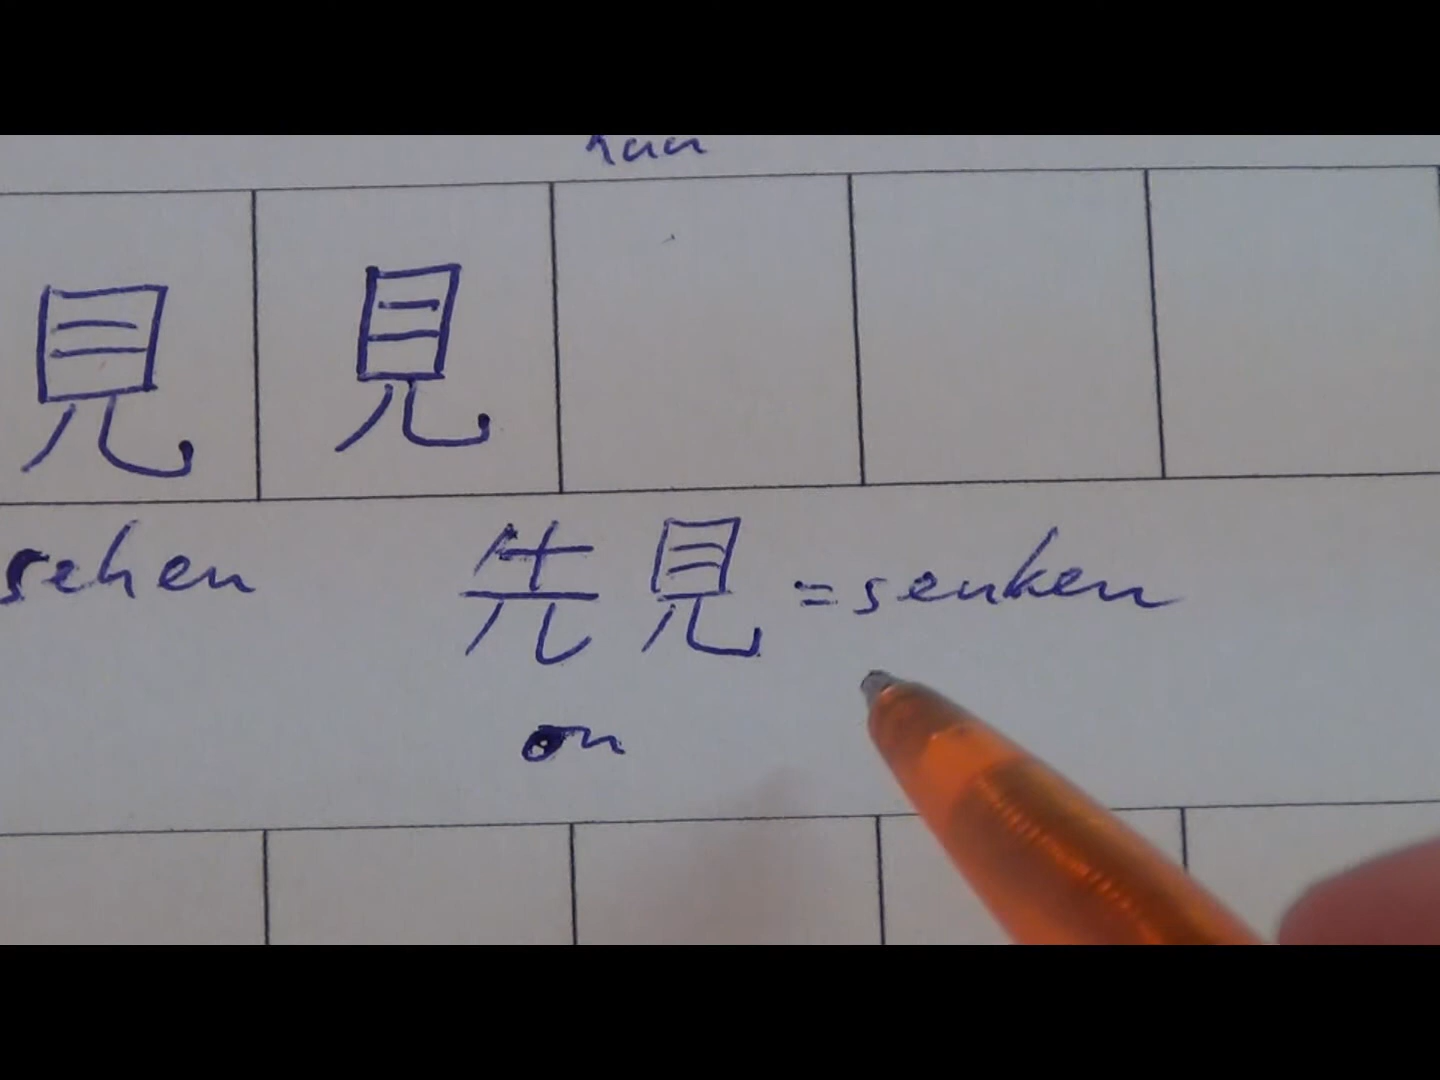 見 見
sehen 先見 = senken
on